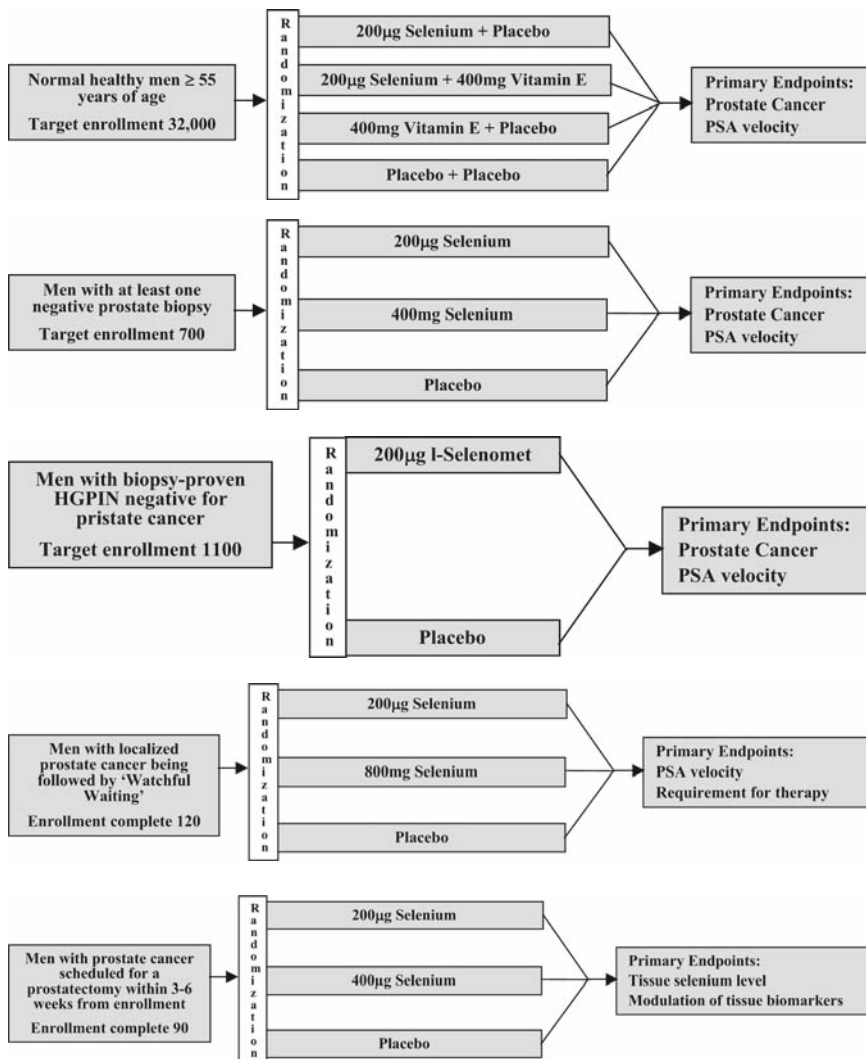 Normal healthy men ≥ 55
years of age
Target enrollment 32,000
Randomization
200μg Selenium + Placebo
200μg Selenium + 400mg Vitamin E
400mg Vitamin E + Placebo
Placebo + Placebo
Primary Endpoints:
Prostate Cancer
PSA velocity
Men with at least one
negative prostate biopsy
Target enrollment 700
Randomization
200μg Selenium
400mg Selenium
Placebo
Primary Endpoints:
Prostate Cancer
PSA velocity
Men with biopsy-proven
HGPIN negative for
pristate cancer
Target enrollment 1100
Randomization
200μg l-Selenomet
Placebo
Primary Endpoints:
Prostate Cancer
PSA velocity
Men with localized
prostate cancer being
followed by ‘Watchful
Waiting’
Enrollment complete 120
Randomization
200μg Selenium
800mg Selenium
Placebo
Primary Endpoints:
PSA velocity
Requirement for therapy
Men with prostate cancer
scheduled for a
prostatectomy within 3-6
weeks from enrollment
Enrollment complete 90
Randomization
200μg Selenium
400μg Selenium
Placebo
Primary Endpoints:
Tissue selenium level
Modulation of tissue biomarkers